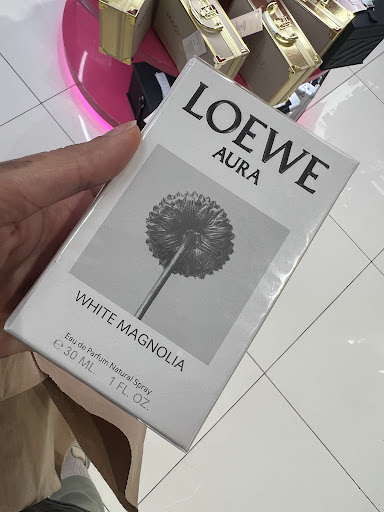 LOEWE
AURA
WHITE MAGNOLIA
Eau de Parfum Natural Spray
℮ 30 ML. 1 FL. OZ.